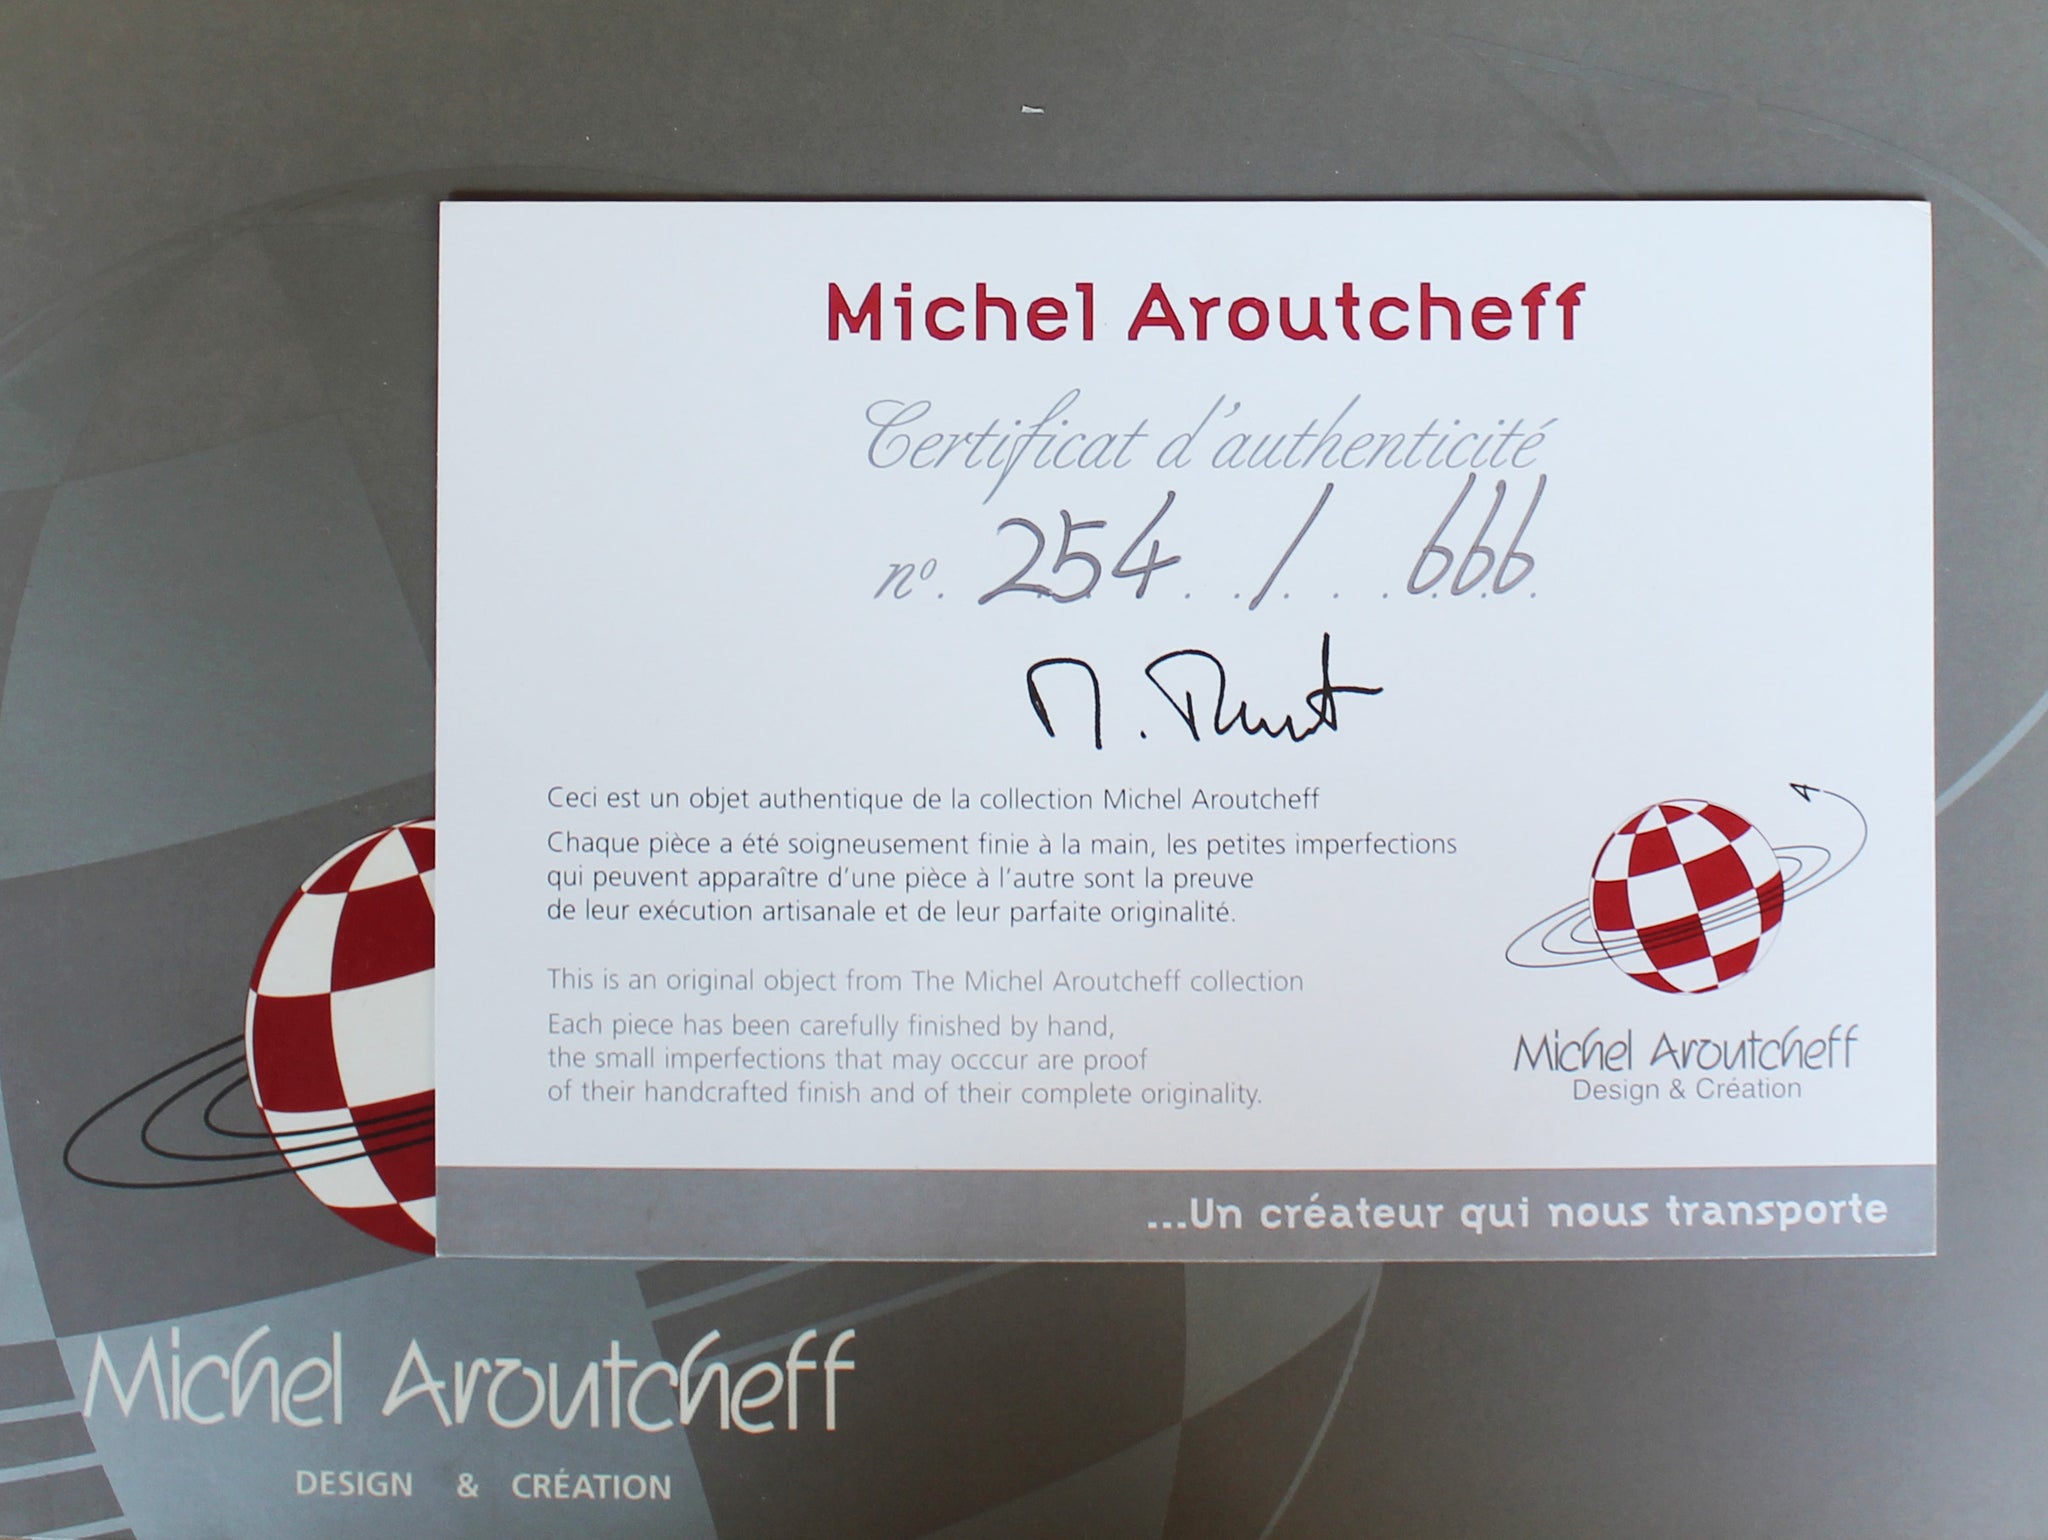 Michel Aroutcheff
Certificat d'authenticité
nº. 254 / 666
Ceci est un objet authentique de la collection Michel Aroutcheff
Chaque pièce a été soigneusement finie à la main, les petites imperfections
qui peuvent apparaître d'une pièce à l'autre sont la preuve
de leur exécution artisanale et de leur parfaite originalité.
This is an original object from The Michel Aroutcheff collection
Each piece has been carefully finished by hand,
the small imperfections that may occcur are proof
of their handcrafted finish and of their complete originality.
Michel Aroutcheff
Design & Création
...Un créateur qui nous transporte
Michel Aroutcheff
DESIGN & CRÉATION